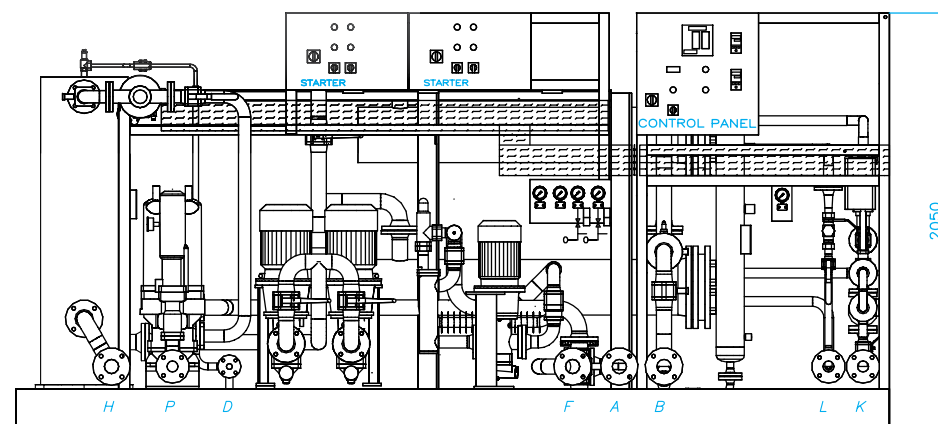 STARTER STARTER
CONTROL PANEL
2050
H P D F A B L K